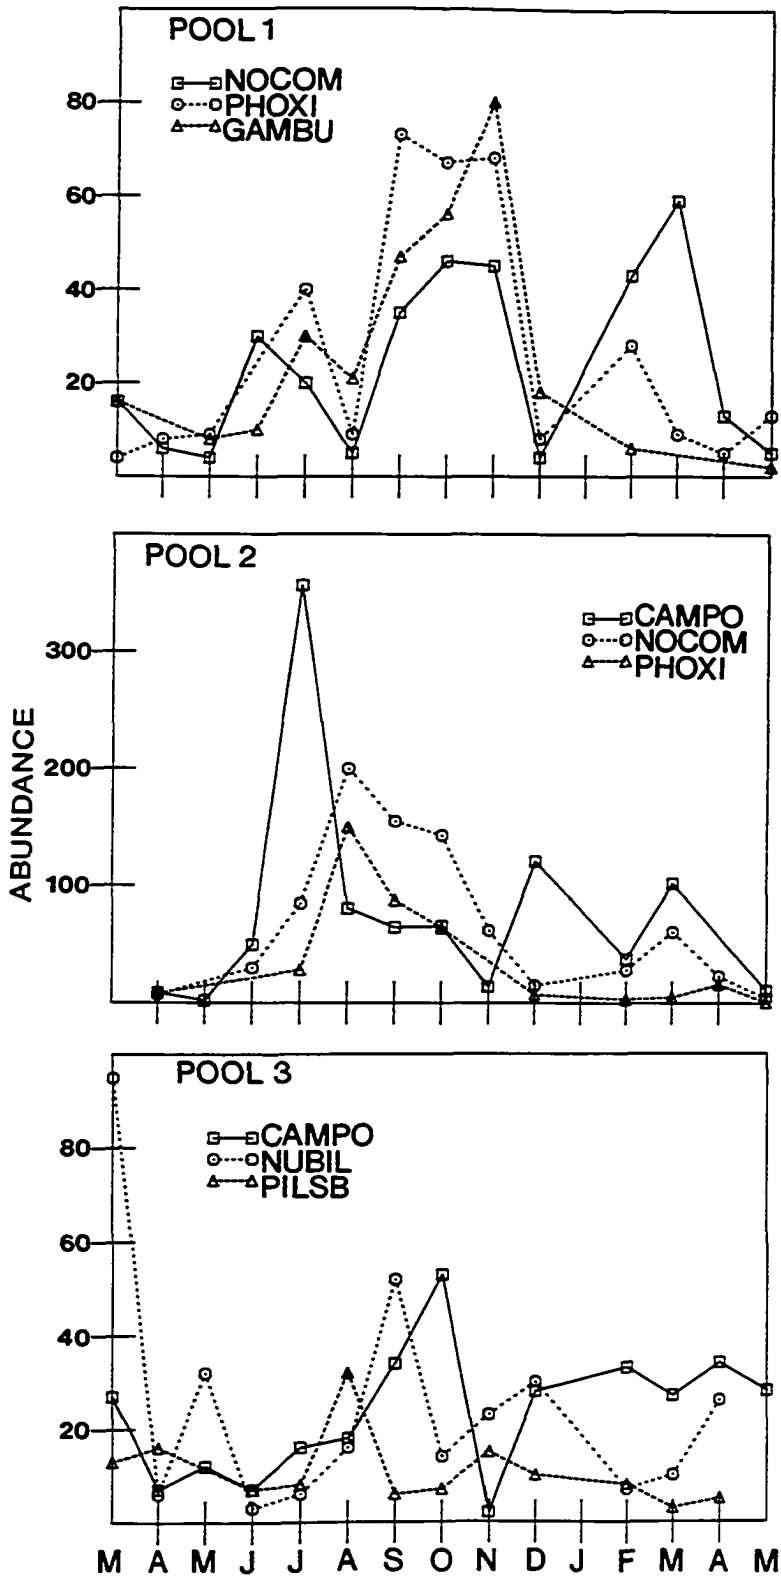 POOL 1
NOCOM
PHOXI
GAMBU
80
60
40
20
POOL 2
CAMPO
NOCOM
PHOXI
300
200
100
ABUNDANCE
POOL 3
CAMPO
NUBIL
PILSB
80
60
40
20
M A M J J A S O N D J F M A M